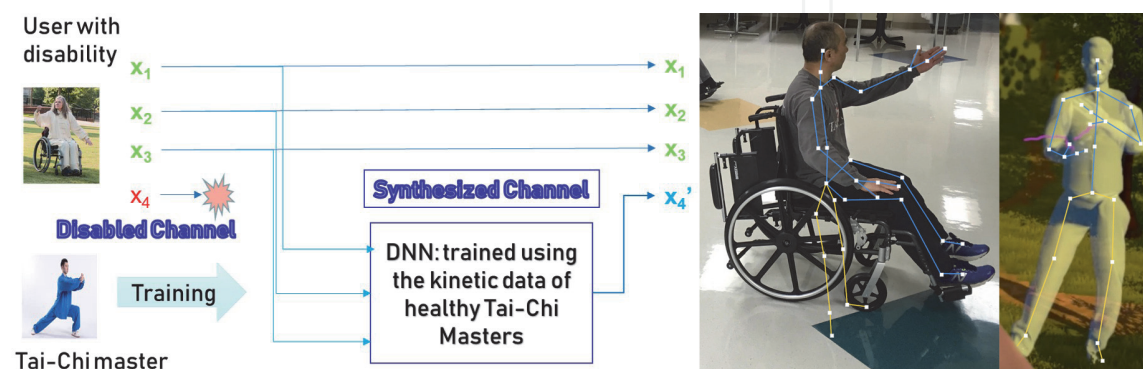 User with
disability
x₁
x₁
x₂
x₂
x₃
x₃
x₄
Synthesized Channel
x₄'
Disabled Channel
DNN: trained using
the kinetic data of
healthy Tai-Chi
Masters
Training
Tai-Chi master